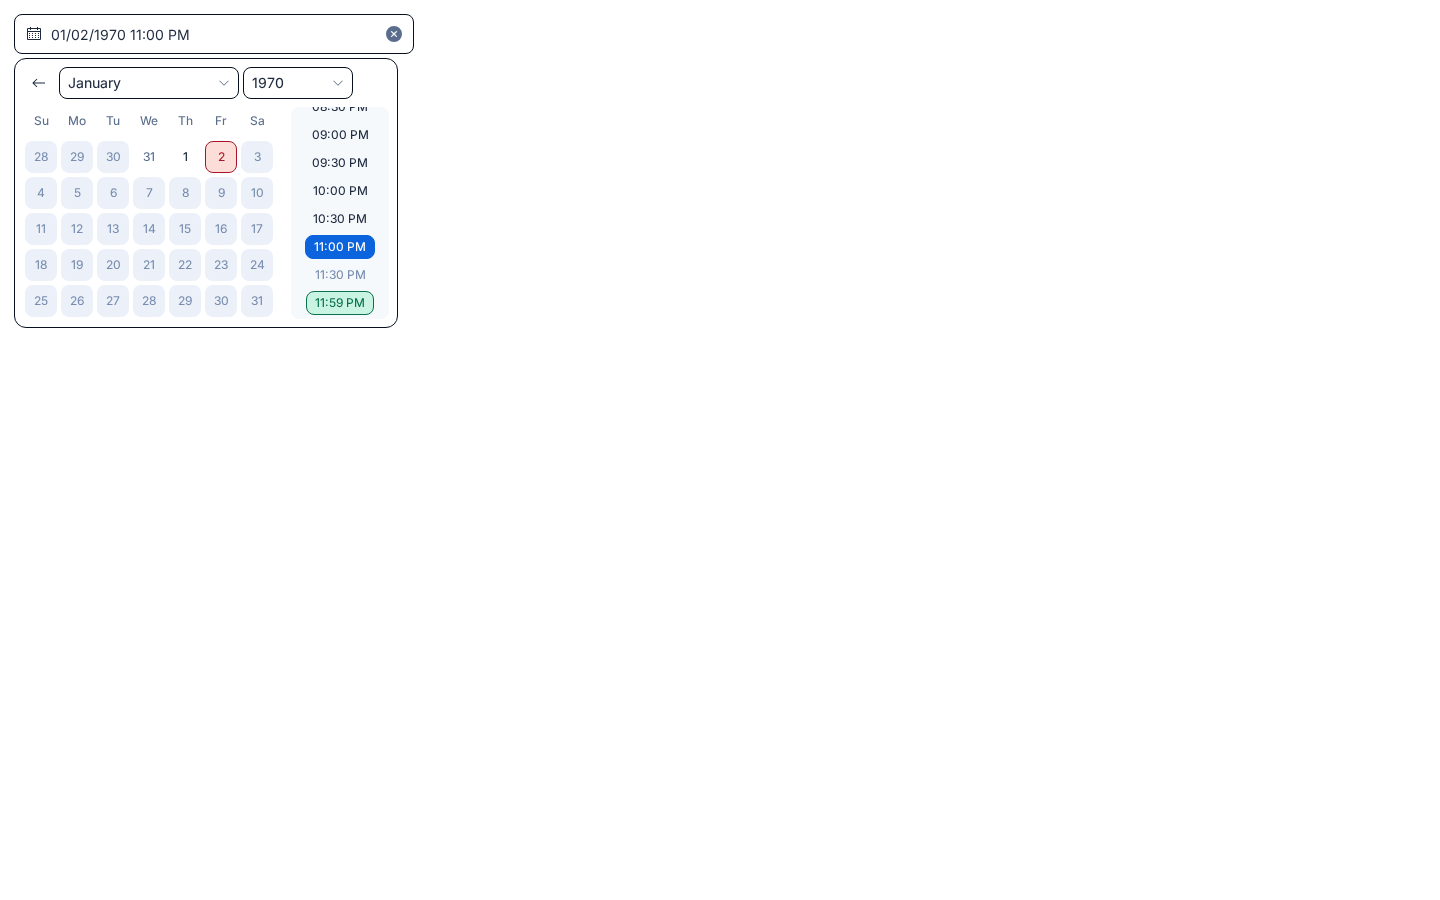 01/02/1970 11:00 PM
January 1970
Su Mo Tu We Th Fr Sa
28 29 30 31 1 2 3
4 5 6 7 8 9 10
11 12 13 14 15 16 17
18 19 20 21 22 23 24
25 26 27 28 29 30 31
08:30 PM
09:00 PM
09:30 PM
10:00 PM
10:30 PM
11:00 PM
11:30 PM
11:59 PM